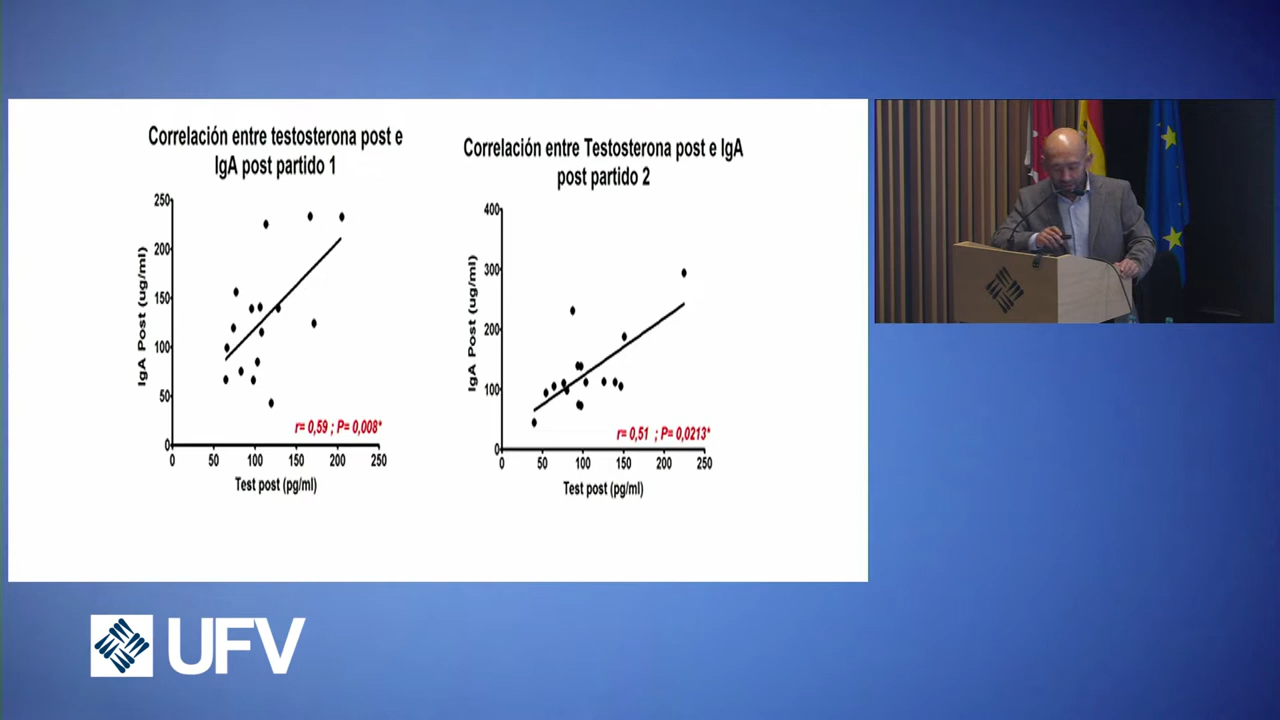 Correlación entre testosterona post e
IgA post partido 1
250
200
150
100
50
0
IgA Post (ug/ml)
0 50 100 150 200 250
Test post (pg/ml)
r= 0,59 ; P= 0,008*
Correlación entre Testosterona post e IgA
post partido 2
400
300
200
100
0
IgA Post (ug/ml)
0 50 100 150 200 250
Test post (pg/ml)
r= 0,51 ; P= 0,0213*
UFV